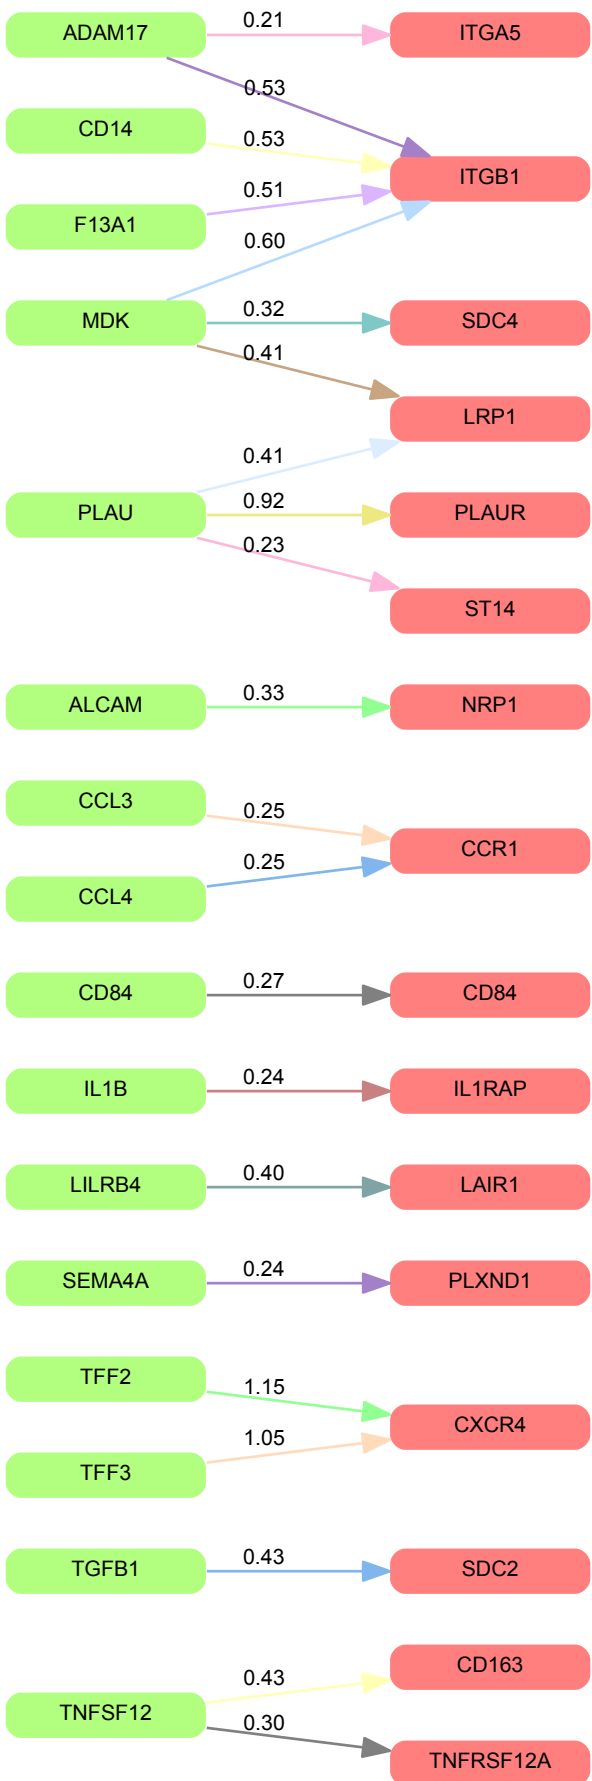 ADAM17 0.21 ITGA5
0.53
CD14 0.53
ITGB1
F13A1 0.51
0.60
MDK 0.32 SDC4
0.41
LRP1
0.41
PLAU 0.92 PLAUR
0.23
ST14
ALCAM 0.33 NRP1
CCL3 0.25
CCR1
CCL4 0.25
CD84 0.27 CD84
IL1B 0.24 IL1RAP
LILRB4 0.40 LAIR1
SEMA4A 0.24 PLXND1
TFF2 1.15
CXCR4
TFF3 1.05
TGFB1 0.43 SDC2
CD163
0.43
TNFSF12
0.30
TNFRSF12A